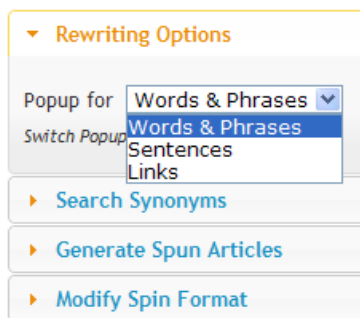 Rewriting Options
Popup for Words & Phrases
Switch Popup
Words & Phrases
Sentences
Links
Search Synonyms
Generate Spun Articles
Modify Spin Format